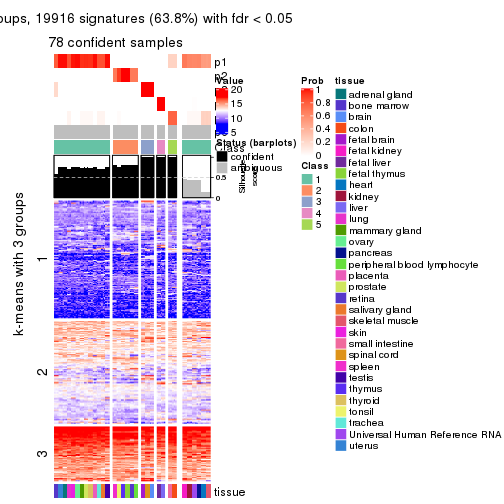 oups, 19916 signatures (63.8%) with fdr < 0.05
78 confident samples
p1
p2
Value
20
15
10
5
Prob
1
0.8
0.6
0.4
0.2
0
Class
1
2
3
4
5
Status (barplots)
confident
ambiguous
Class
0.5
0
k-means with 3 groups
1
2
3
tissue
tissue
adrenal gland
bone marrow
brain
colon
fetal brain
fetal kidney
fetal liver
fetal thymus
heart
kidney
liver
lung
mammary gland
ovary
pancreas
peripheral blood lymphocyte
placenta
prostate
retina
salivary gland
skeletal muscle
skin
small intestine
spinal cord
spleen
testis
thymus
thyroid
tonsil
trachea
Universal Human Reference RNA
uterus